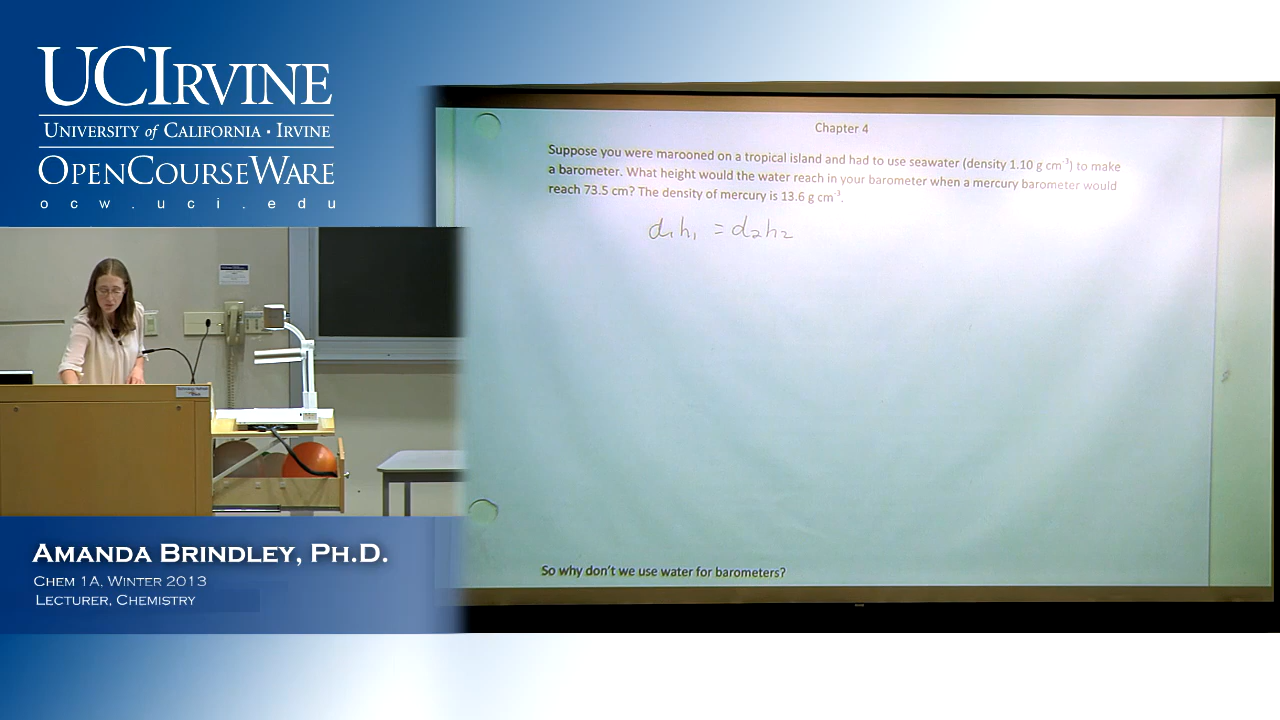 UCIRVINE
UNIVERSITY of CALIFORNIA · IRVINE
OPENCOURSEWARE
ocw.uci.edu
Chapter 4
Suppose you were marooned on a tropical island and had to use seawater (density 1.10 g cm⁻³) to make
a barometer. What height would the water reach in your barometer when a mercury barometer would
reach 73.5 cm? The density of mercury is 13.6 g cm⁻³.
d₁h₁ = d₂h₂
So why don't we use water for barometers?
AMANDA BRINDLEY, PH.D.
CHEM 1A, WINTER 2013
LECTURER, CHEMISTRY